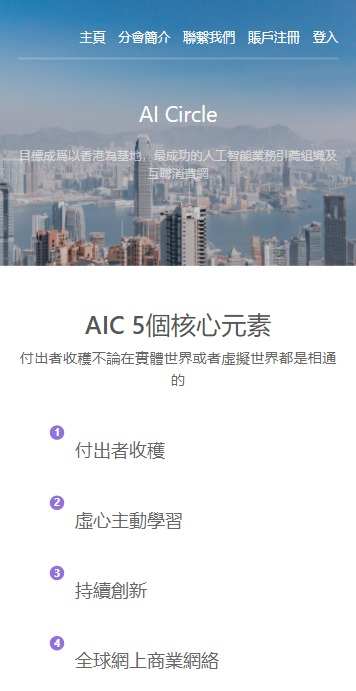 主頁 分會簡介 聯繫我們 賬戶注冊 登入
AI Circle
目標成爲以香港為基地，最成功的人工智能業務引薦組織及
互聯消費網
AIC 5個核心元素
付出者收穫不論在實體世界或者虛擬世界都是相通
的
1
付出者收穫
2
虛心主動學習
3
持續創新
4
全球網上商業網絡